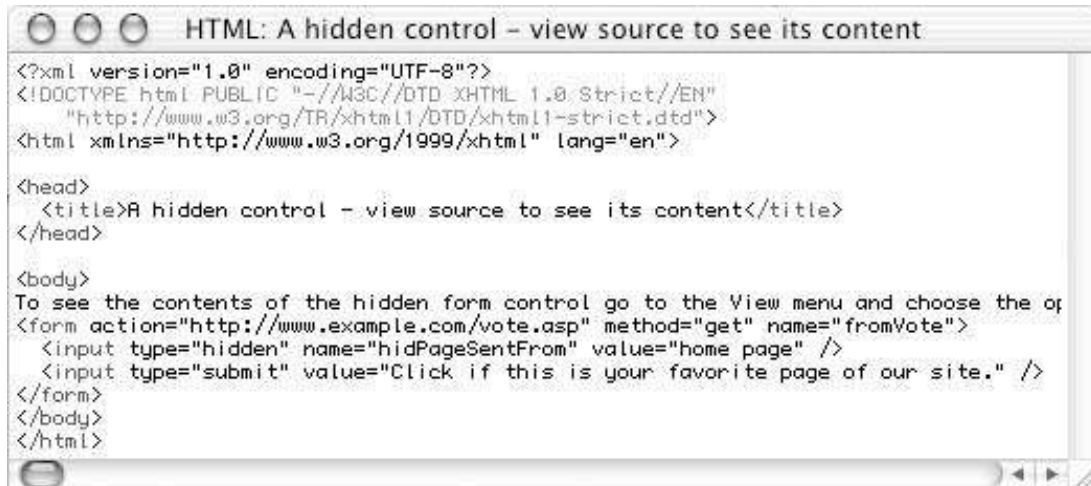 HTML: A hidden control – view source to see its content
<?xml version="1.0" encoding="UTF-8"?>
<!DOCTYPE html PUBLIC "-//W3C//DTD XHTML 1.0 Strict//EN"
    "http://www.w3.org/TR/xhtml1/DTD/xhtml1-strict.dtd">
<html xmlns="http://www.w3.org/1999/xhtml" lang="en">

<head>
  <title>A hidden control - view source to see its content</title>
</head>

<body>
To see the contents of the hidden form control go to the View menu and choose the op
<form action="http://www.example.com/vote.asp" method="get" name="fromVote">
  <input type="hidden" name="hidPageSentFrom" value="home page" />
  <input type="submit" value="Click if this is your favorite page of our site." />
</form>
</body>
</html>